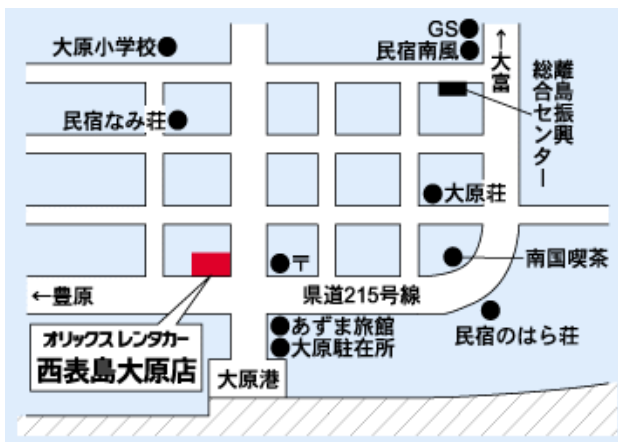 GS
大原小学校
民宿南風
↑大富
離島振興
総合センター
民宿なみ荘
大原荘
〒
南国喫茶
←豊原
県道215号線
あずま旅館
大原駐在所
民宿のはら荘
オリックス レンタカー
西表島大原店
大原港